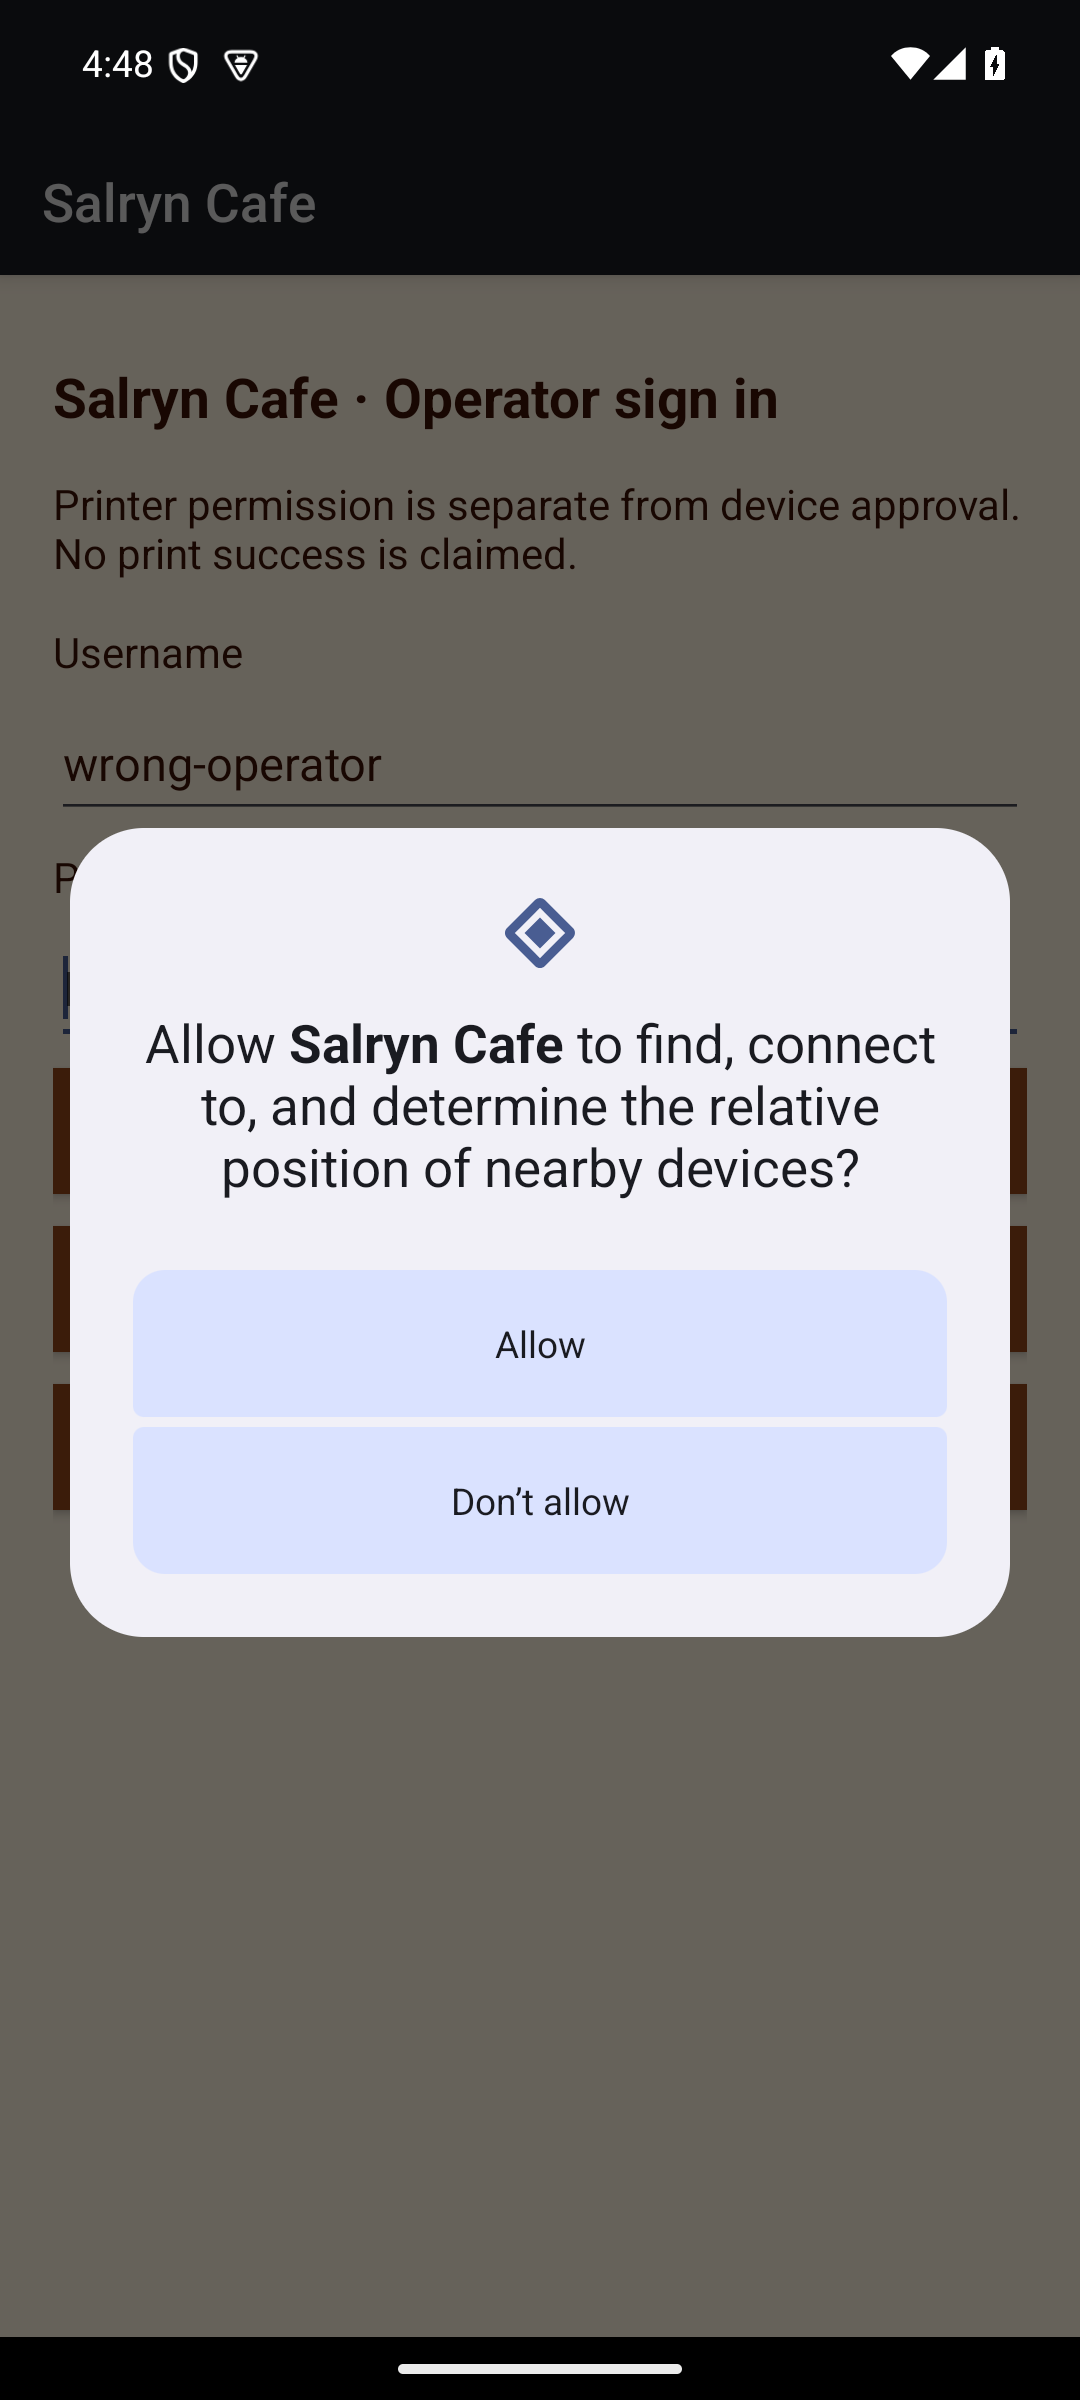 4:48
Salryn Cafe
Salryn Cafe · Operator sign in
Printer permission is separate from device approval.
No print success is claimed.
Username
wrong-operator
Allow Salryn Cafe to find, connect
to, and determine the relative
position of nearby devices?
Allow
Don’t allow